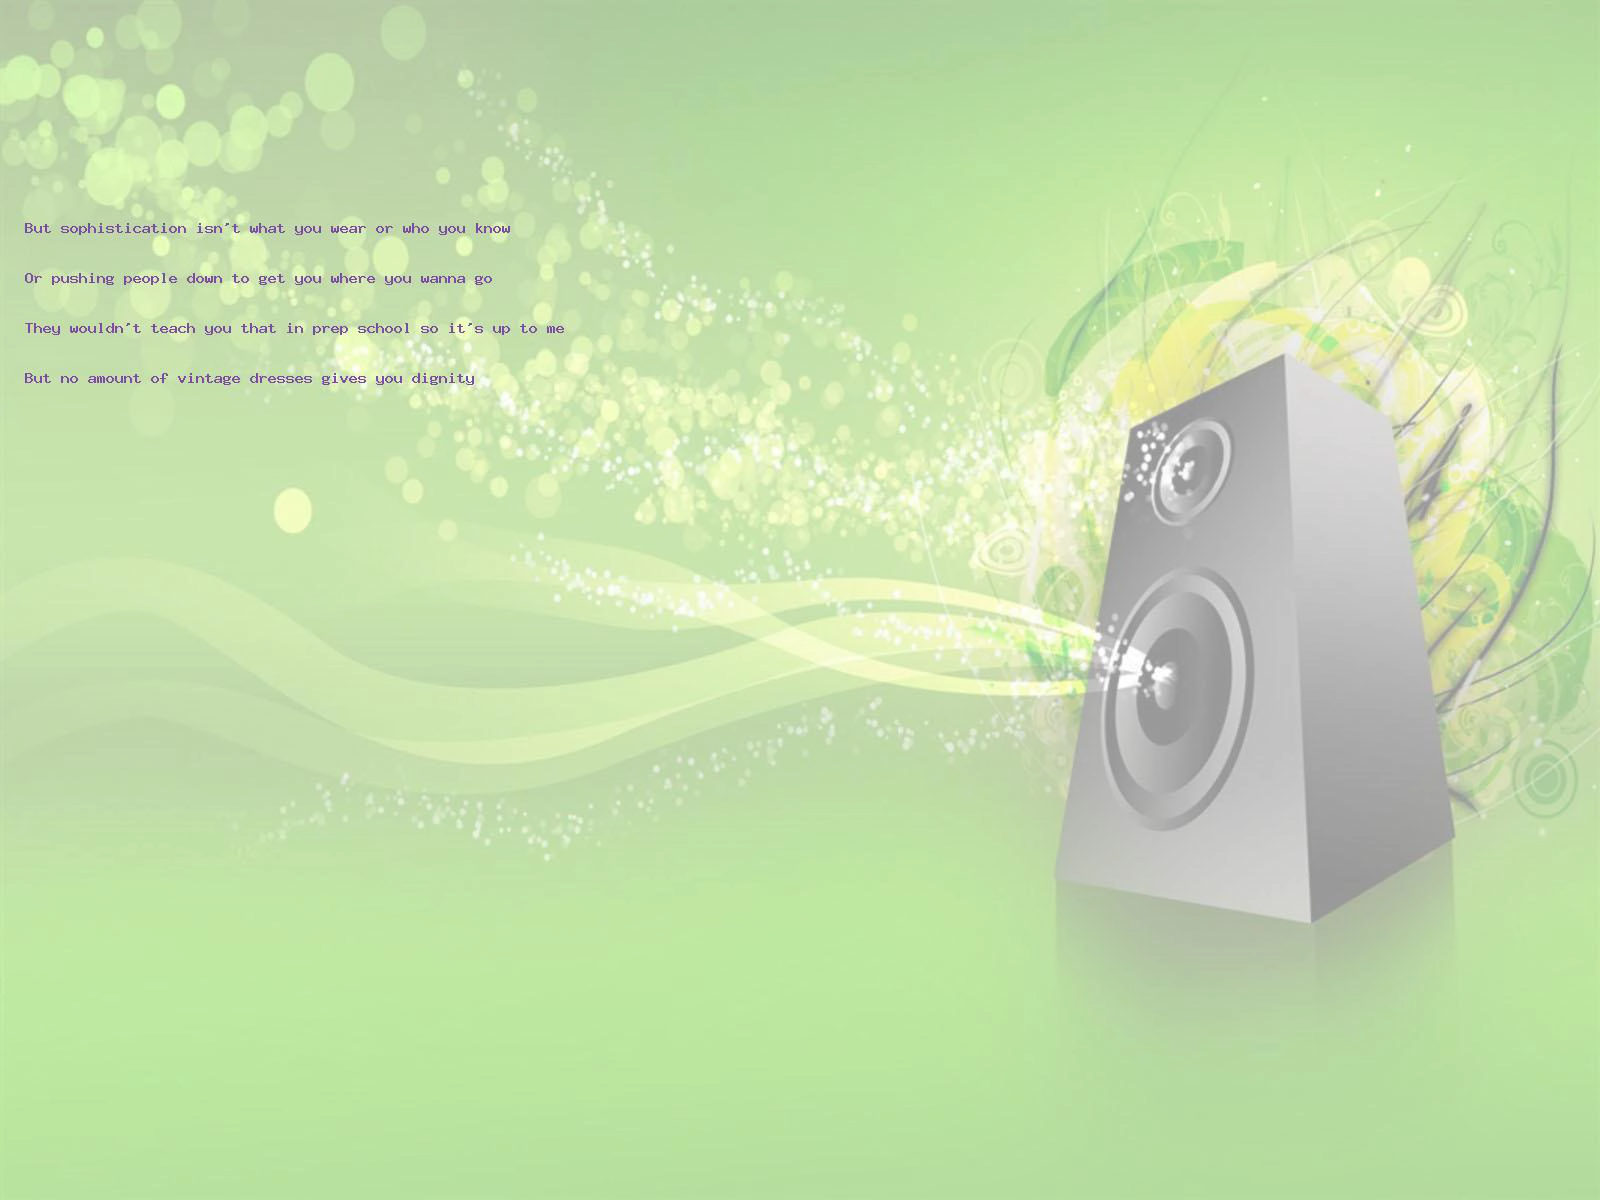 But sophistication isn't what you wear or who you know
Or pushing people down to get you where you wanna go
They wouldn't teach you that in prep school so it's up to me
But no amount of vintage dresses gives you dignity